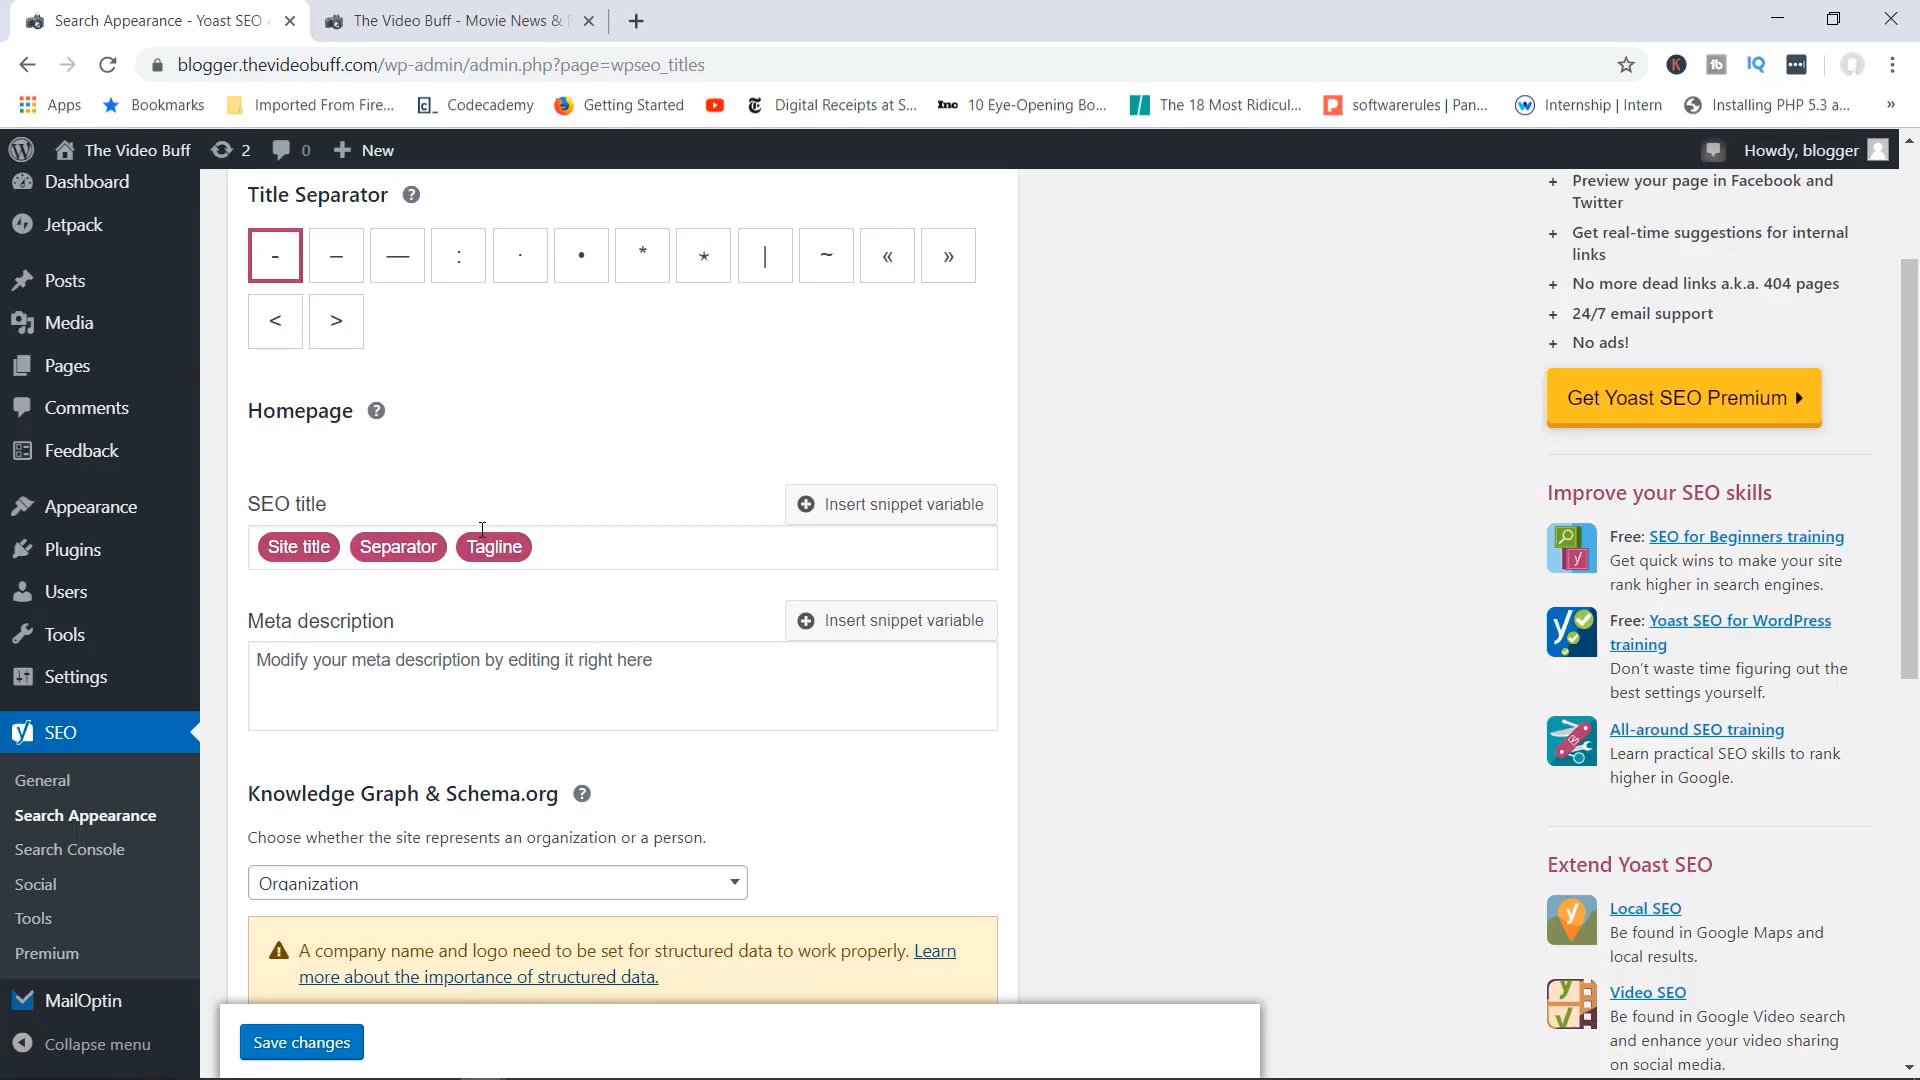 Search Appearance - Yoast SEO
The Video Buff - Movie News &
blogger.thevideobuff.com/wp-admin/admin.php?page=wpseo_titles
Apps
Bookmarks
Imported From Fire...
Codecademy
Getting Started
Digital Receipts at S...
Inc 10 Eye-Opening Bo...
The 18 Most Ridicul...
softwarerules | Pan...
Internship | Intern
Installing PHP 5.3 a...
»
The Video Buff
2
0
New
Howdy, blogger
Dashboard
Jetpack
Posts
Media
Pages
Comments
Feedback
Appearance
Plugins
Users
Tools
Settings
SEO
General
Search Appearance
Search Console
Social
Tools
Premium
MailOptin
Collapse menu
Title Separator
- – — : · • * ⋆ | ~ « »
< >
Homepage
SEO title
Insert snippet variable
Site title Separator Tagline
Meta description
Insert snippet variable
Modify your meta description by editing it right here
Knowledge Graph & Schema.org
Choose whether the site represents an organization or a person.
Organization
A company name and logo need to be set for structured data to work properly. Learn
more about the importance of structured data.
Save changes
+ Preview your page in Facebook and
Twitter
+ Get real-time suggestions for internal
links
+ No more dead links a.k.a. 404 pages
+ 24/7 email support
+ No ads!
Get Yoast SEO Premium
Improve your SEO skills
Free: SEO for Beginners training
Get quick wins to make your site
rank higher in search engines.
Free: Yoast SEO for WordPress
training
Don't waste time figuring out the
best settings yourself.
All-around SEO training
Learn practical SEO skills to rank
higher in Google.
Extend Yoast SEO
Local SEO
Be found in Google Maps and
local results.
Video SEO
Be found in Google Video search
and enhance your video sharing
on social media.